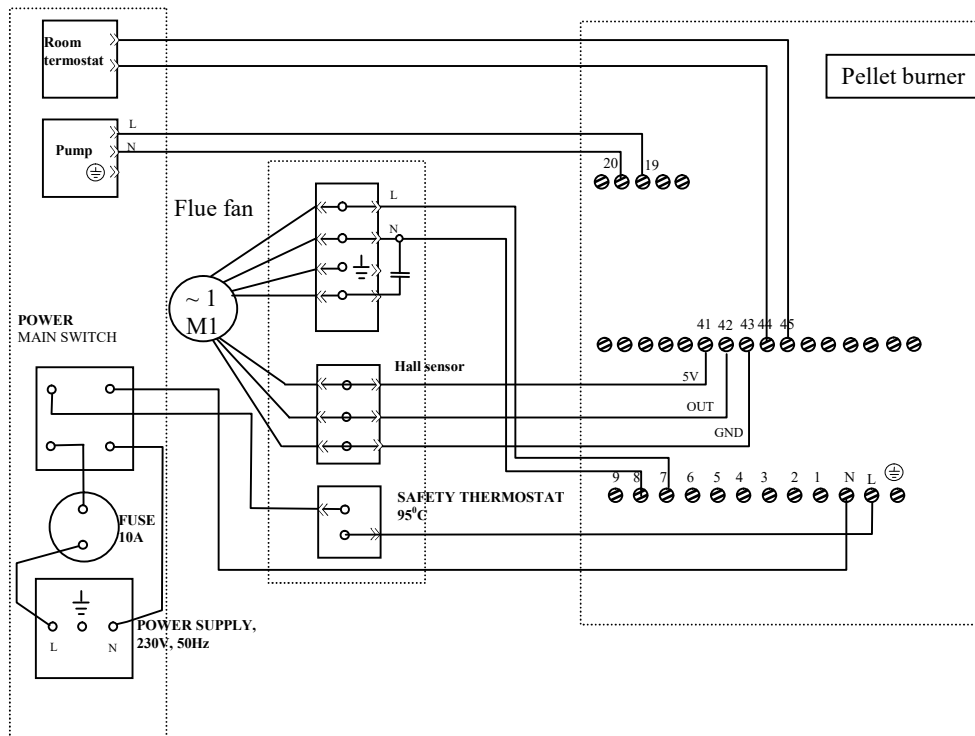 Room
termostat
Pellet burner
L
Pump
N
20
19
Flue fan
L
N
~ 1
M1
POWER
MAIN SWITCH
41
42
43
44
45
Hall sensor
5V
OUT
GND
9
8
7
6
5
4
3
2
1
N
L
SAFETY THERMOSTAT
95⁰C
FUSE
10A
POWER SUPPLY,
230V, 50Hz
L
N